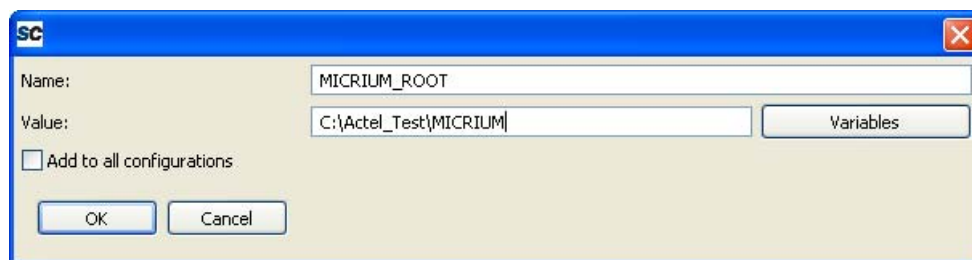 SC
Name:
MICRIUM_ROOT
Value:
C:\Actel_Test\MICRIUM
Variables
Add to all configurations
OK
Cancel